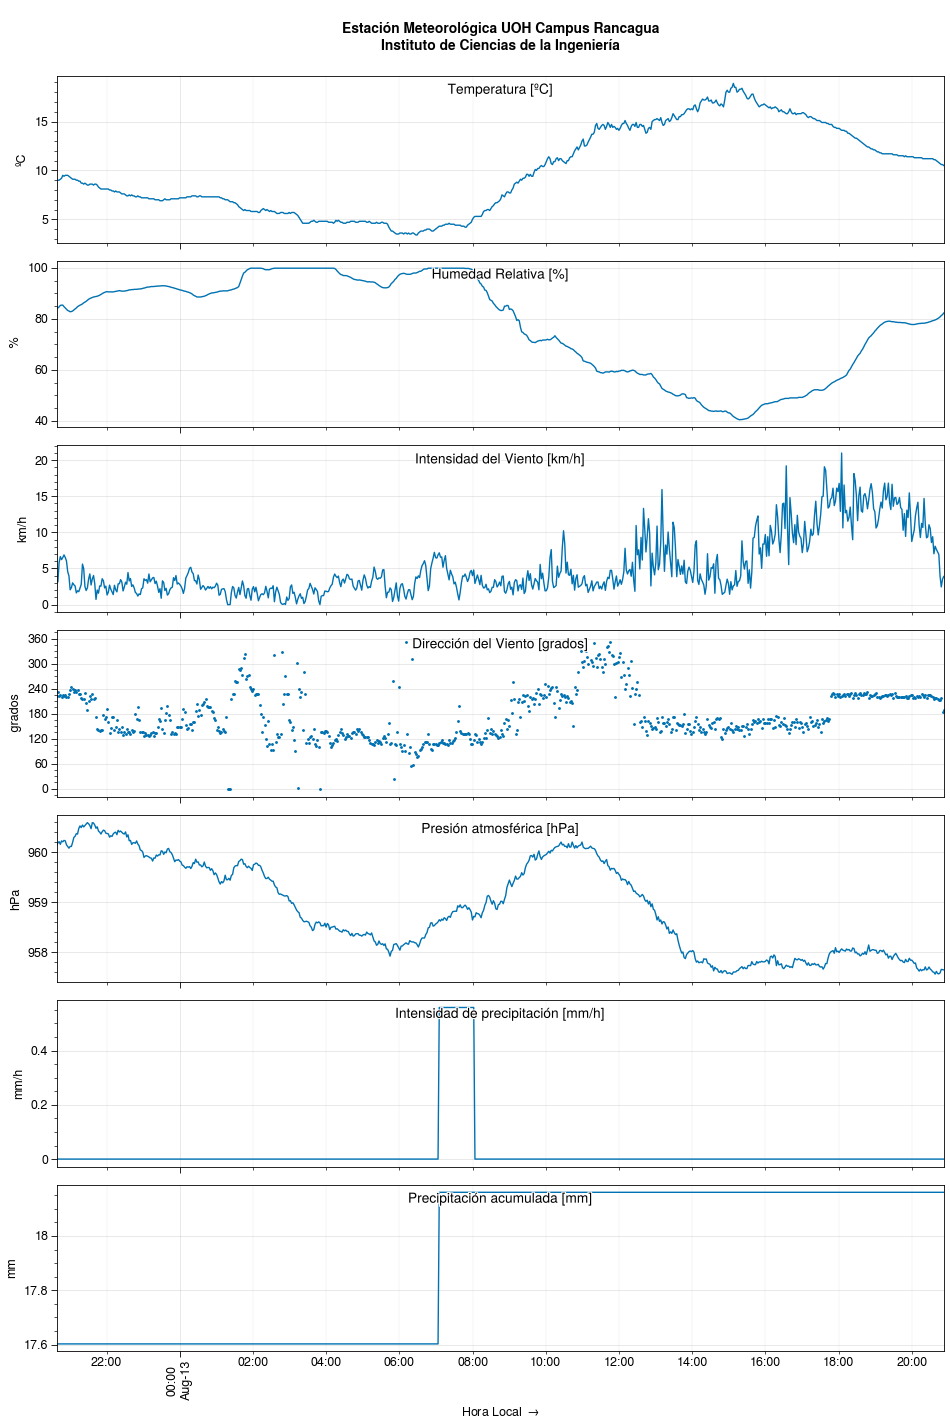 Estación Meteorológica UOH Campus Rancagua
Instituto de Ciencias de la Ingeniería
Temperatura [ºC]
15
10
5
ºC
Humedad Relativa [%]
100
80
60
40
%
Intensidad del Viento [km/h]
20
15
10
5
0
km/h
Dirección del Viento [grados]
360
300
240
180
120
60
0
grados
Presión atmosférica [hPa]
960
959
958
hPa
Intensidad de precipitación [mm/h]
0.4
0.2
0
mm/h
Precipitación acumulada [mm]
18
17.8
17.6
mm
22:00
00:00
Aug-13
02:00
04:00
06:00
08:00
10:00
12:00
14:00
16:00
18:00
20:00
Hora Local →